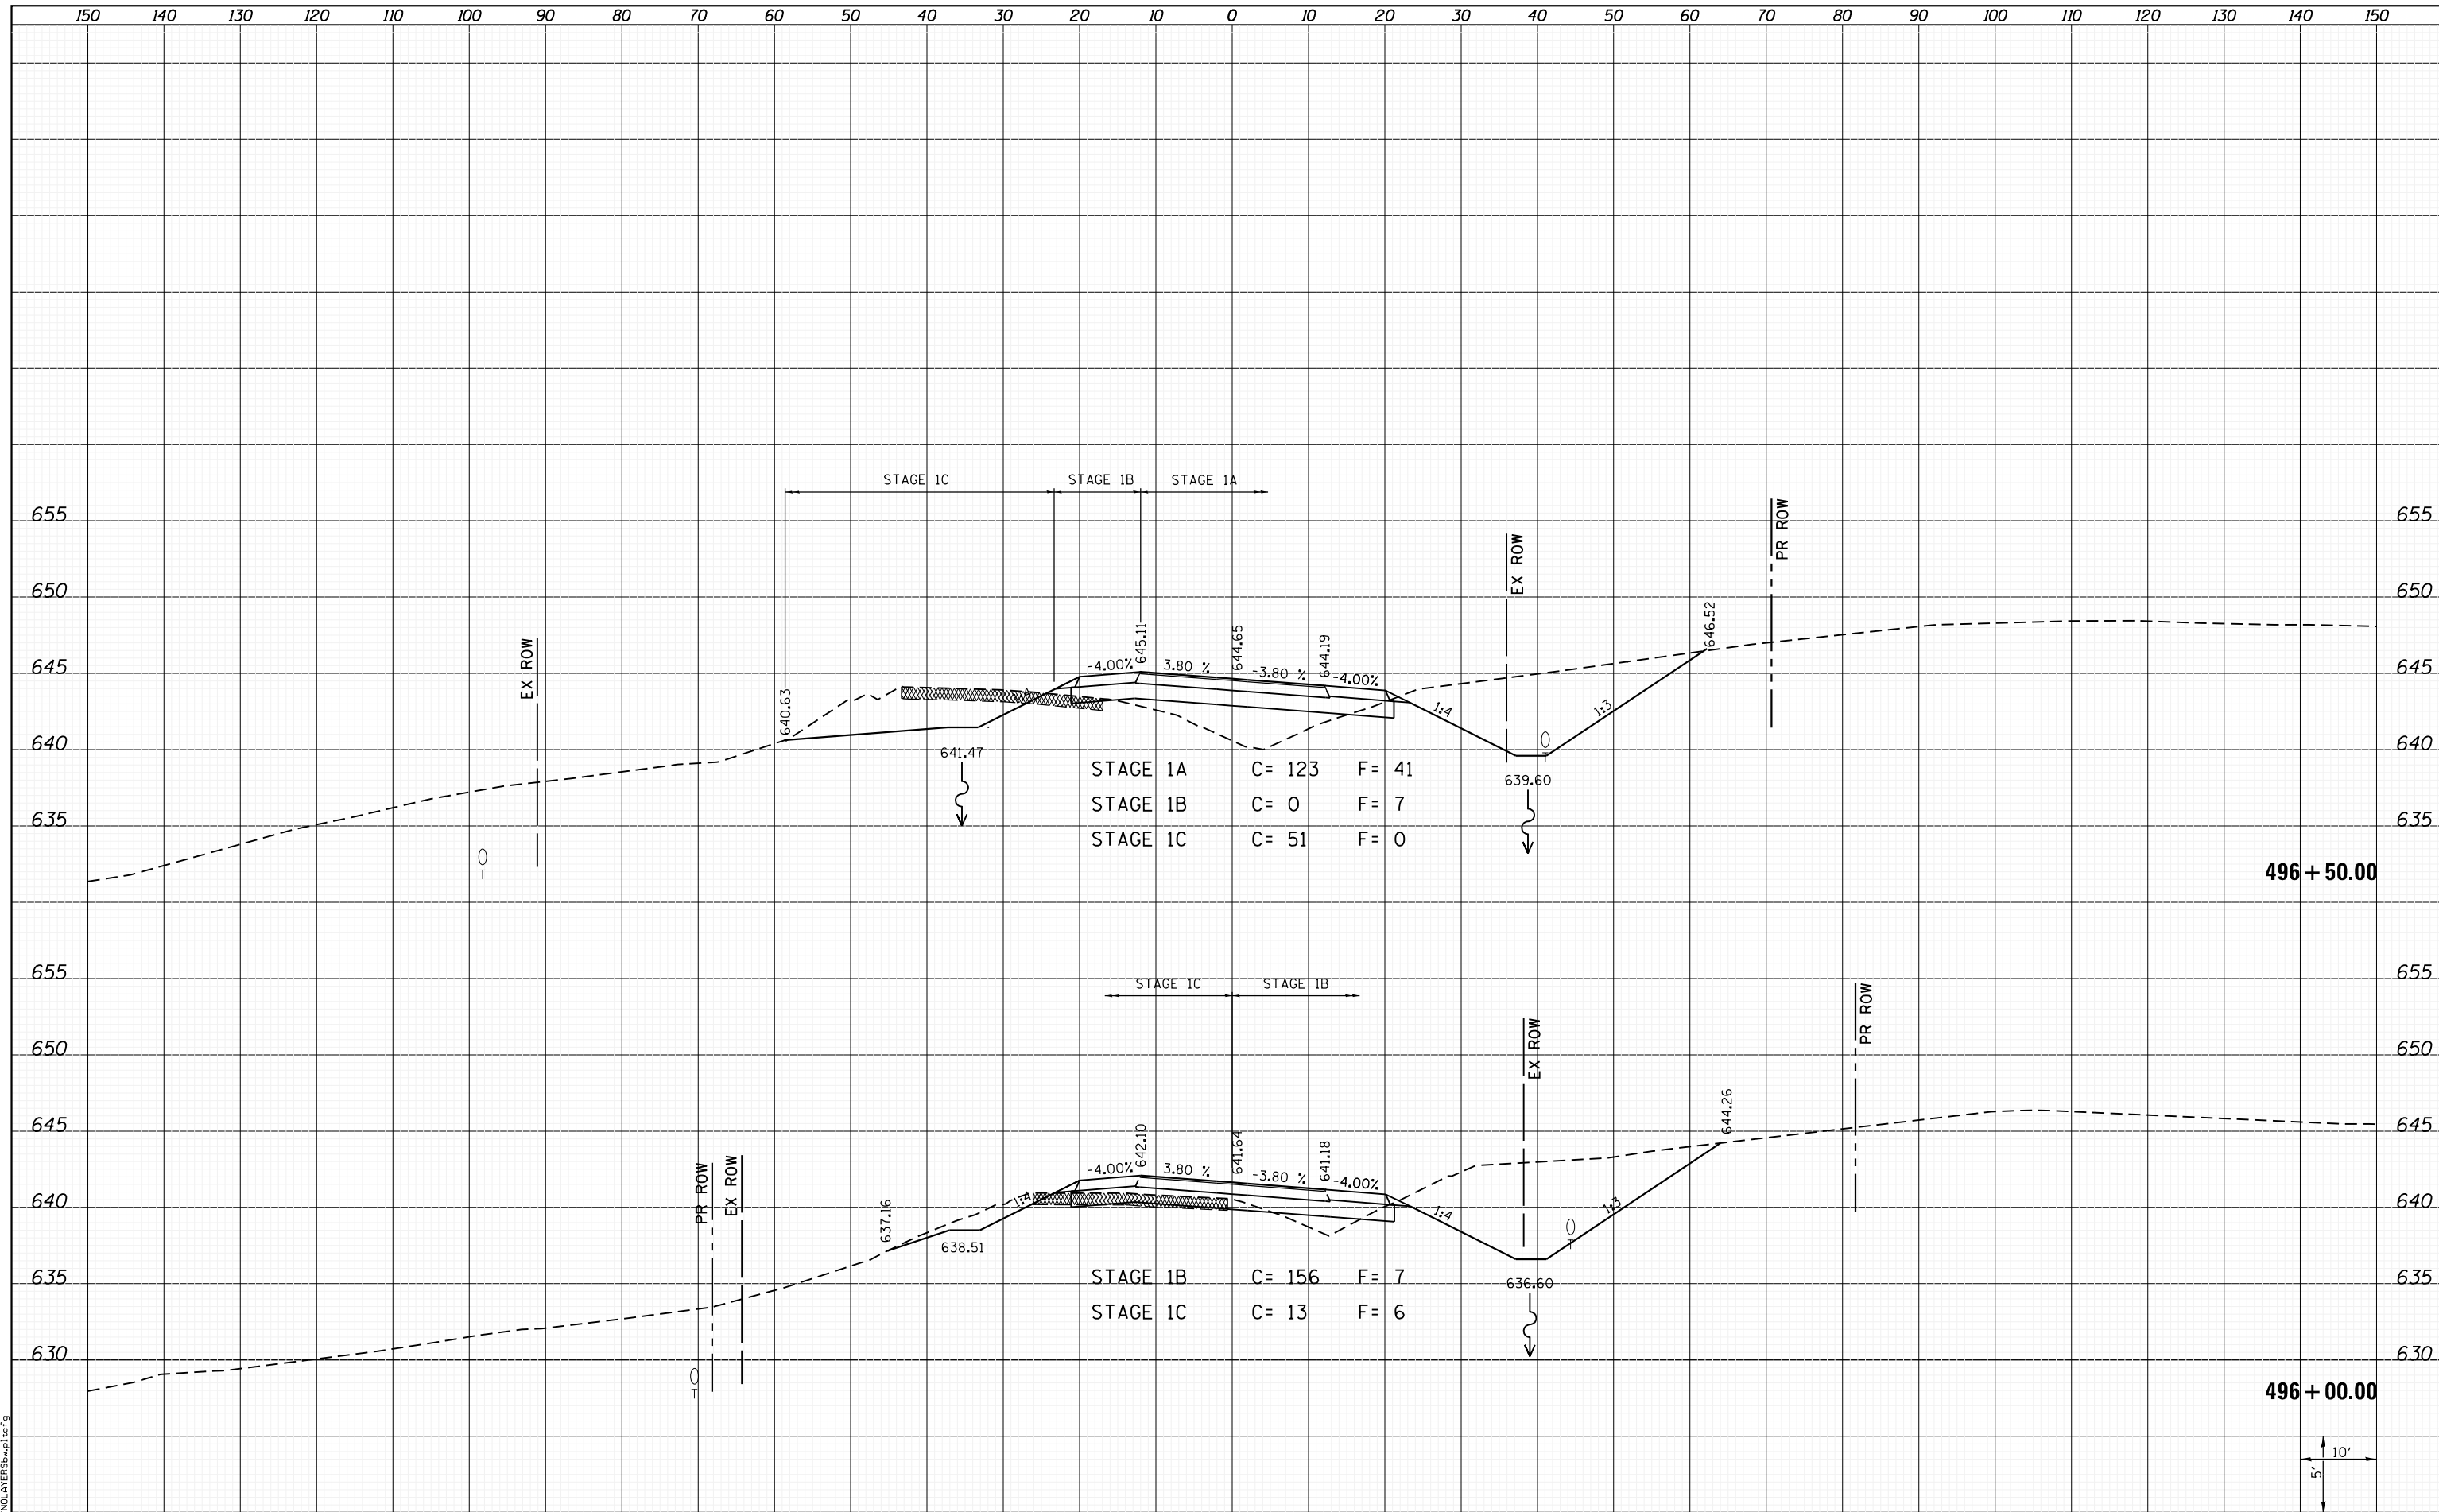 150 140 130 120 110 100 90 80 70 60 50 40 30 20 10 0 10 20 30 40 50 60 70 80 90 100 110 120 130 140 150
STAGE 1C STAGE 1B STAGE 1A
655 655
PR ROW
EX ROW
650 650
645.11 644.65 644.19 646.52
EX ROW
645 645
-4.00% 3.80 % -3.80 % -4.00%
640.63
1:4 1:3
640 640
641.47
O
T
STAGE 1A C= 123 F= 41
639.60
STAGE 1B C= 0 F= 7
635 635
STAGE 1C C= 51 F= 0
O
T
496+50.00
655 655
STAGE 1C STAGE 1B
PR ROW
EX ROW
650 650
645 645
642.10 641.64 641.18 644.26
PR ROW
EX ROW
-4.00% 3.80 % -3.80 % -4.00%
640 640
637.16
1:4 1:4 1:3
638.51
O
T
STAGE 1B C= 156 F= 7
635 635
636.60
STAGE 1C C= 13 F= 6
630 630
O
T
496+00.00
10'
5'
NOLAYERSbw.pltcfg